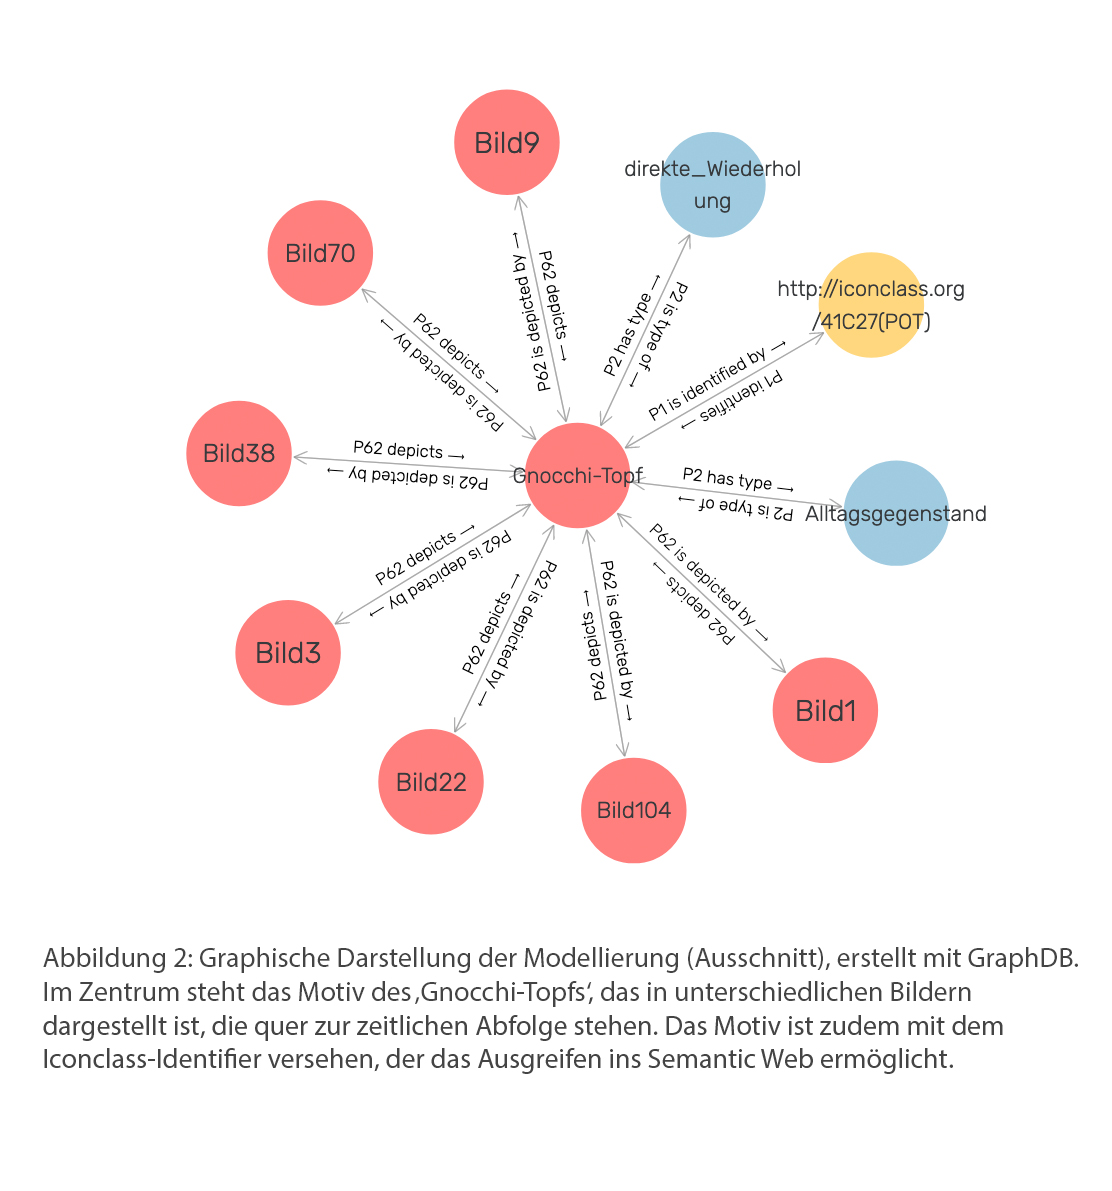 Bild9
direkte_Wiederhol
ung
Bild70
http://iconclass.org
/41C27(POT)
P62 depicts →
P62 is depicted by →
P2 has type →
P2 is type of →
P62 depicts →
P62 is depicted by →
P1 is identified by →
P1 identifies →
Bild38
P62 depicts →
P62 is depicted by →
Gnocchi-Topf
P2 has type →
P2 is type of →
Alltagsgegenstand
P62 depicts →
P62 is depicted by →
P62 is depicted by →
P62 depicts →
P62 depicts →
P62 is depicted by →
P62 is depicted by →
P62 depicts →
Bild3
Bild1
Bild22
Bild104
Abbildung 2: Graphische Darstellung der Modellierung (Ausschnitt), erstellt mit GraphDB.
Im Zentrum steht das Motiv des ‚Gnocchi-Topfs‘, das in unterschiedlichen Bildern
dargestellt ist, die quer zur zeitlichen Abfolge stehen. Das Motiv ist zudem mit dem
Iconclass-Identifier versehen, der das Ausgreifen ins Semantic Web ermöglicht.